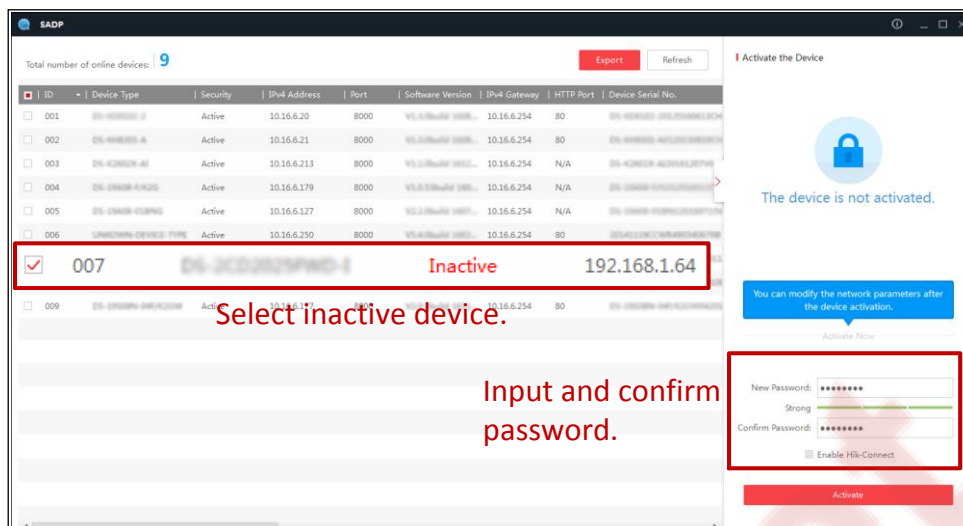 SADP
Total number of online devices: 9
Export Refresh
ID Device Type Security IPv4 Address Port Software Version IPv4 Gateway HTTP Port Device Serial No.
001 Active 10.16.6.20 8000 10.16.6.254 80
002 Active 10.16.6.21 8000 10.16.6.254 80
003 Active 10.16.6.213 8000 10.16.6.254 N/A
004 Active 10.16.6.179 8000 10.16.6.254 N/A
005 Active 10.16.6.127 8000 10.16.6.254 N/A
006 Active 10.16.6.250 8000 10.16.6.254 80
007 Inactive 192.168.1.64
009 8000 10.16.6.254 80
Select inactive device.
Input and confirm
password.
Activate the Device
The device is not activated.
You can modify the network parameters after
the device activation.
Activate Now
New Password: ●●●●●●●●
Strong
Confirm Password: ●●●●●●●●
Enable Hik-Connect
Activate